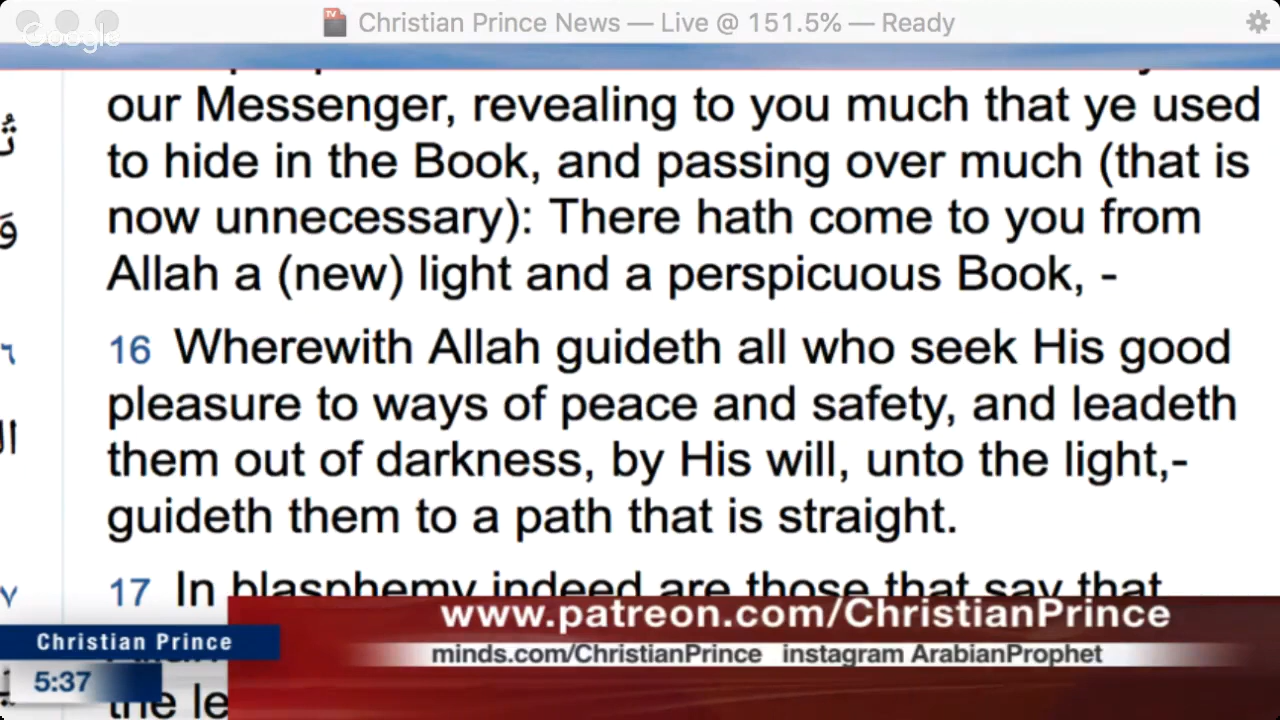 Christian Prince News — Live @ 151.5% — Ready
Google
our Messenger, revealing to you much that ye used
to hide in the Book, and passing over much (that is
now unnecessary): There hath come to you from
Allah a (new) light and a perspicuous Book, -
16 Wherewith Allah guideth all who seek His good
pleasure to ways of peace and safety, and leadeth
them out of darkness, by His will, unto the light,-
guideth them to a path that is straight.
17 In blasphemy indeed are those that say that
the le
www.patreon.com/ChristianPrince
minds.com/ChristianPrince instagram ArabianProphet
Christian Prince
5:37